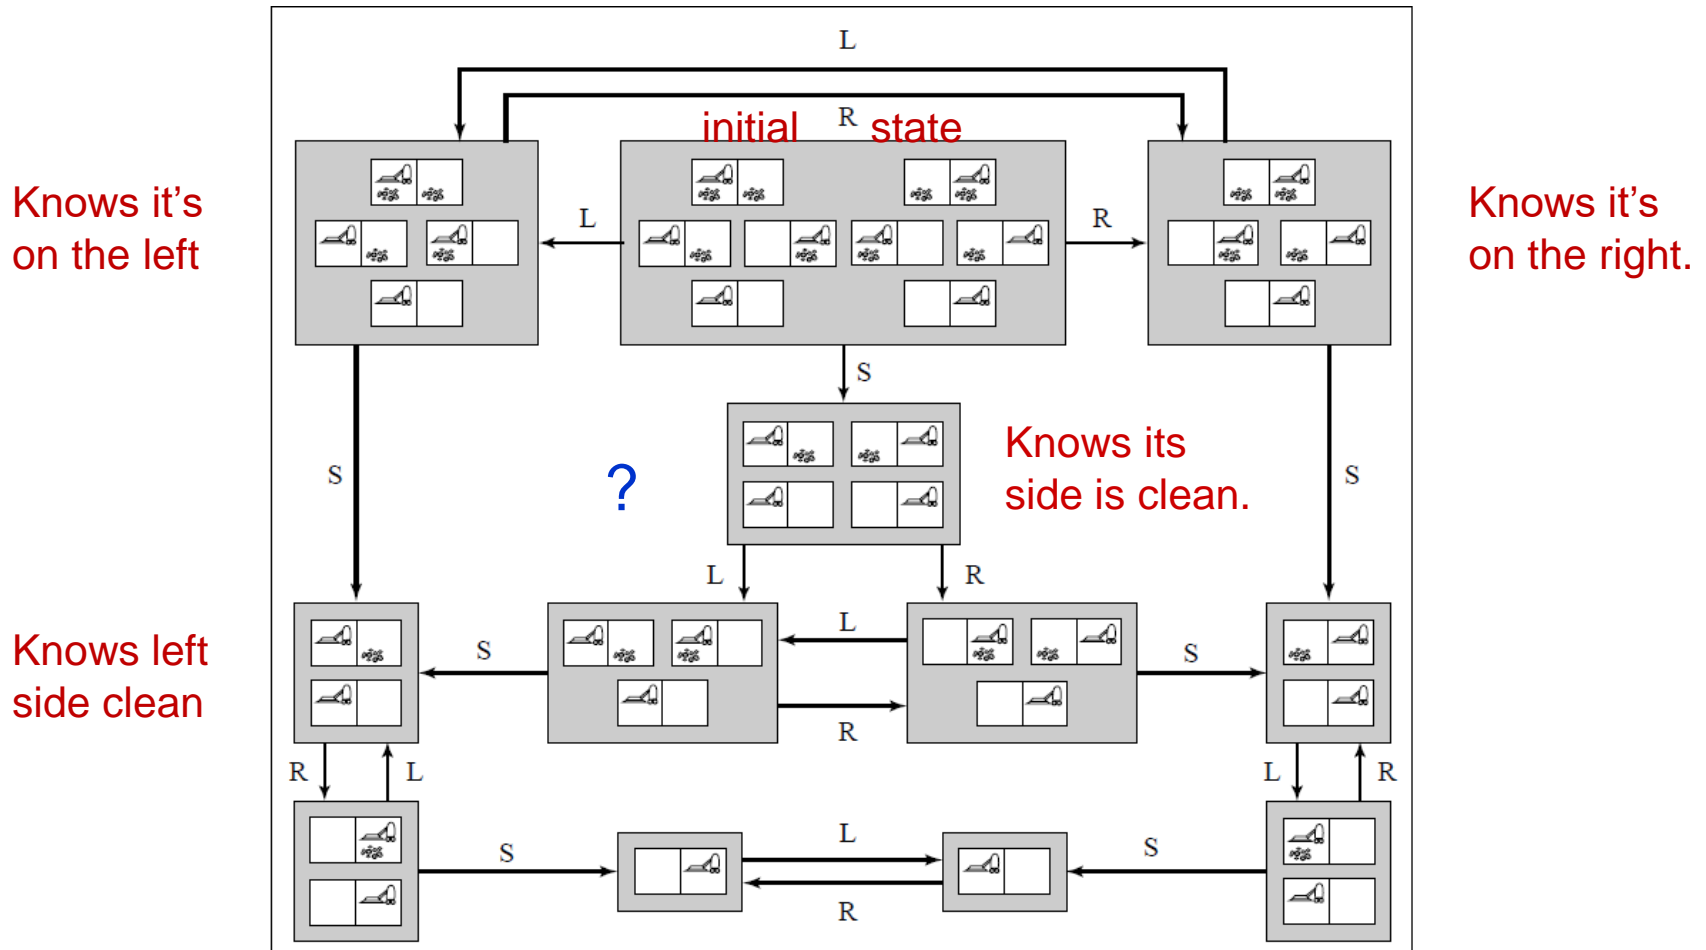 L
initial R state
Knows it’s
on the left
L
R
Knows it’s
on the right.
S
S
?
Knows its
side is clean.
S
L
R
Knows left
side clean
S
L
R
S
R
L
L
R
S
L
R
S